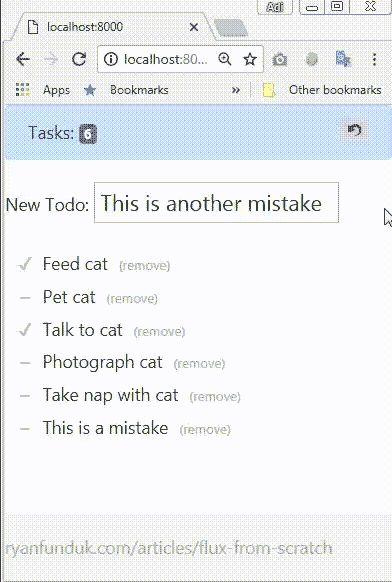 Adi
localhost:8000
localhost:80...
Apps Bookmarks » Other bookmarks
Tasks: 6
New Todo: This is another mistake
✓ Feed cat (remove)
– Pet cat (remove)
✓ Talk to cat (remove)
– Photograph cat (remove)
– Take nap with cat (remove)
– This is a mistake (remove)
ryanfunduk.com/articles/flux-from-scratch